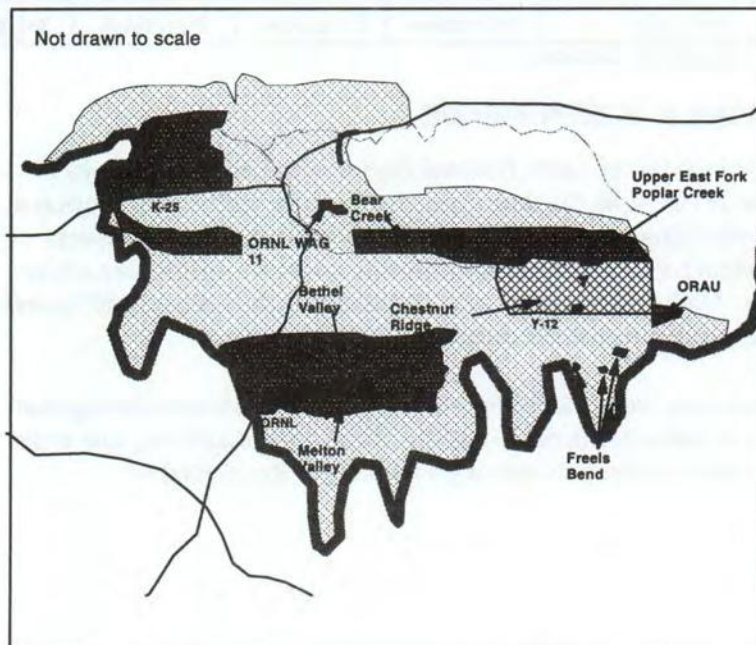 Not drawn to scale
Upper East Fork
Poplar Creek
K-25
Bear
Creek
ORNL WAG
11
Bethel
Valley
ORAU
Chestnut
Ridge
Y-12
ORNL
Melton
Valley
Freels
Bend